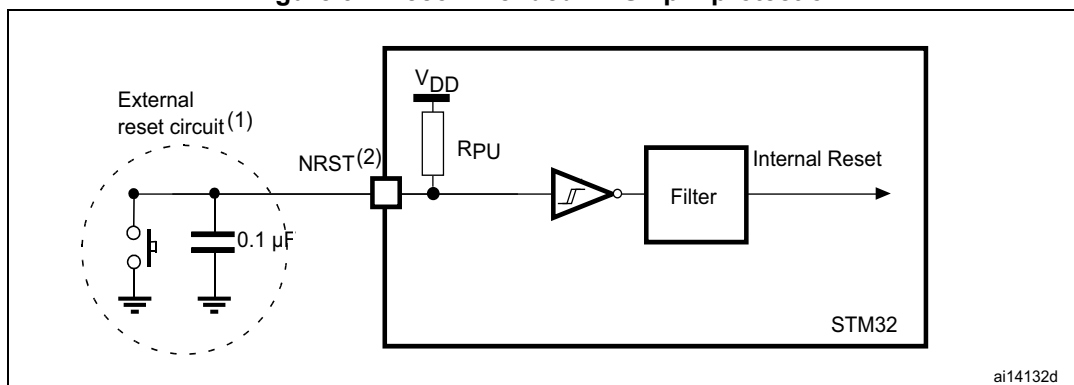 External
reset circuit(1)
NRST(2)
VDD
RPU
0.1 µF
Filter
Internal Reset
STM32
ai14132d